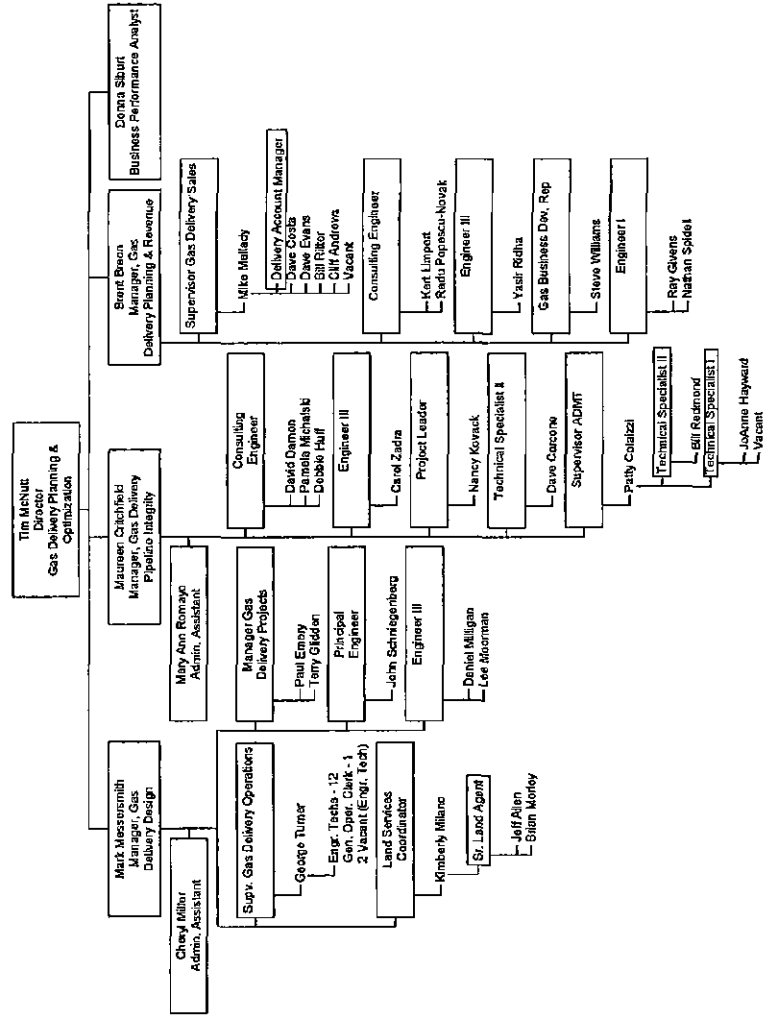 Tim McNutt
Director
Gas Delivery Planning &
Optimization
Mark Messersmith
Manager, Gas
Delivery Design
Maureen Critchfield
Manager, Gas Delivery
Pipeline Integrity
Brent Breon
Manager, Gas
Delivery Planning & Revenue
Donna Siburt
Business Performance Analyst
Cheryl Miller
Admin. Assistant
Supv. Gas Delivery Operations
George Turner
Engr. Techs - 12
Gen. Oper. Clerk - 1
2 Vacant (Engr. Tech)
Land Services
Coordinator
Kimberly Milano
Sr. Land Agent
Jeff Allen
Brian Morley
Manager Gas
Delivery Projects
Paul Emory
Terry Glidden
Principal
Engineer
John Schniegenberg
Engineer III
Daniel Milligan
Lee Moorman
Mary Ann Romayo
Admin. Assistant
Consulting
Engineer
David Damon
Pamela Michalski
Debbie Huff
Engineer III
Carol Zadra
Project Leader
Nancy Kovack
Technical Specialist II
Dave Carcone
Supervisor ADMT
Patty Colaizzi
Technical Specialist II
Bill Redmond
Technical Specialist I
JoAnne Hayward
Vacant
Supervisor Gas Delivery Sales
Mike Mellady
Delivery Account Manager
Dave Costa
Dave Evans
Bill Ritter
Cliff Andrews
Vacant
Consulting Engineer
Kert Limpert
Radu Popescu-Novak
Engineer III
Yasir Ridha
Gas Business Dev. Rep
Steve Williams
Engineer I
Ray Givens
Nathan Spidell